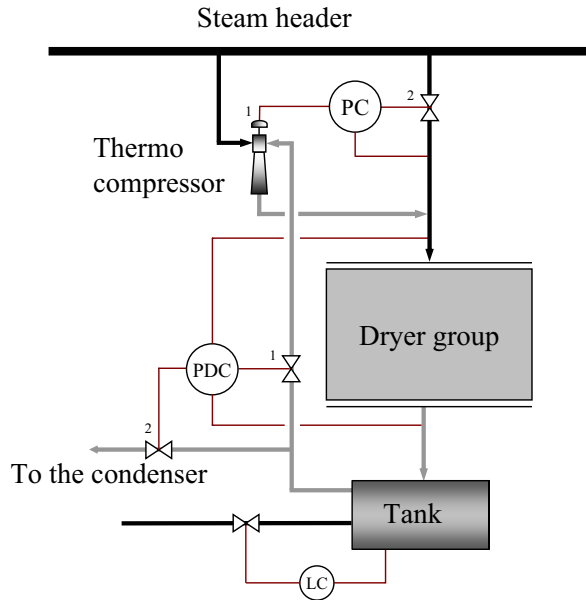 Steam header
1
PC
2
Thermo
compressor
Dryer group
PDC
1
2
To the condenser
Tank
LC